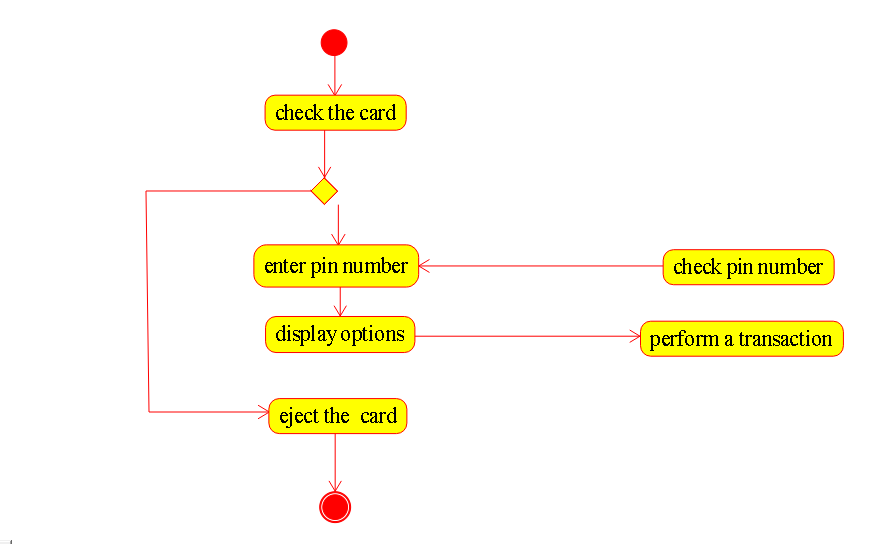 check the card
enter pin number
check pin number
display options
perform a transaction
eject the  card